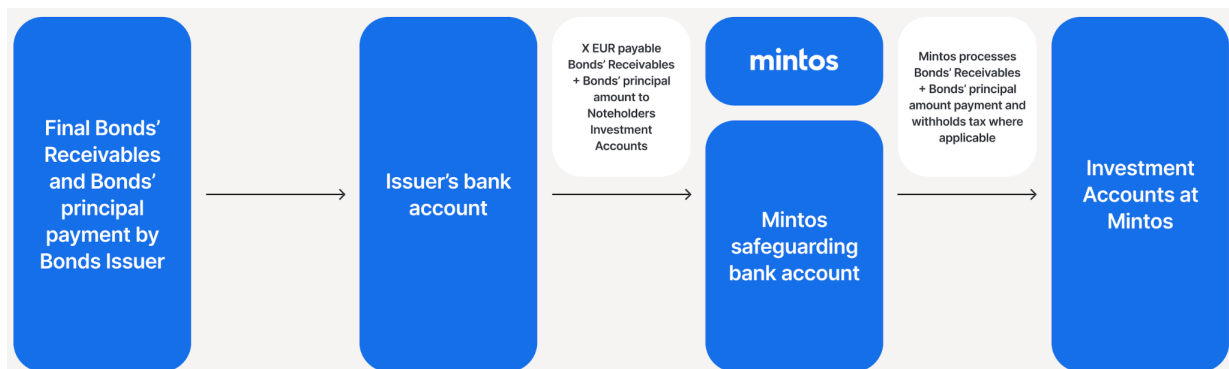 Final Bonds'
Receivables
and Bonds'
principal
payment by
Bonds Issuer
Issuer's bank
account
X EUR payable
Bonds' Receivables
+ Bonds' principal
amount to
Noteholders
Investment
Accounts
mintos
Mintos
safeguarding
bank account
Mintos processes
Bonds' Receivables
+ Bonds' principal
amount payment and
withholds tax where
applicable
Investment
Accounts at
Mintos